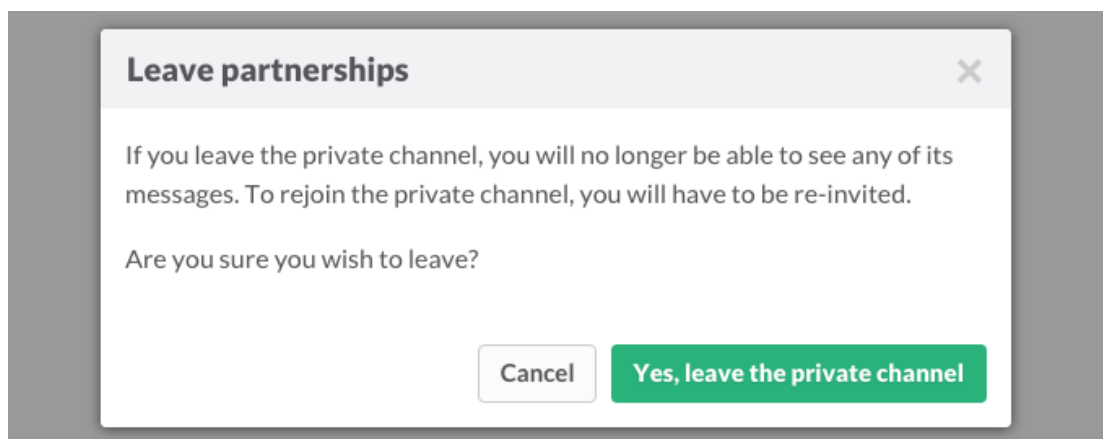 Leave partnerships
If you leave the private channel, you will no longer be able to see any of its
messages. To rejoin the private channel, you will have to be re-invited.
Are you sure you wish to leave?
Cancel
Yes, leave the private channel